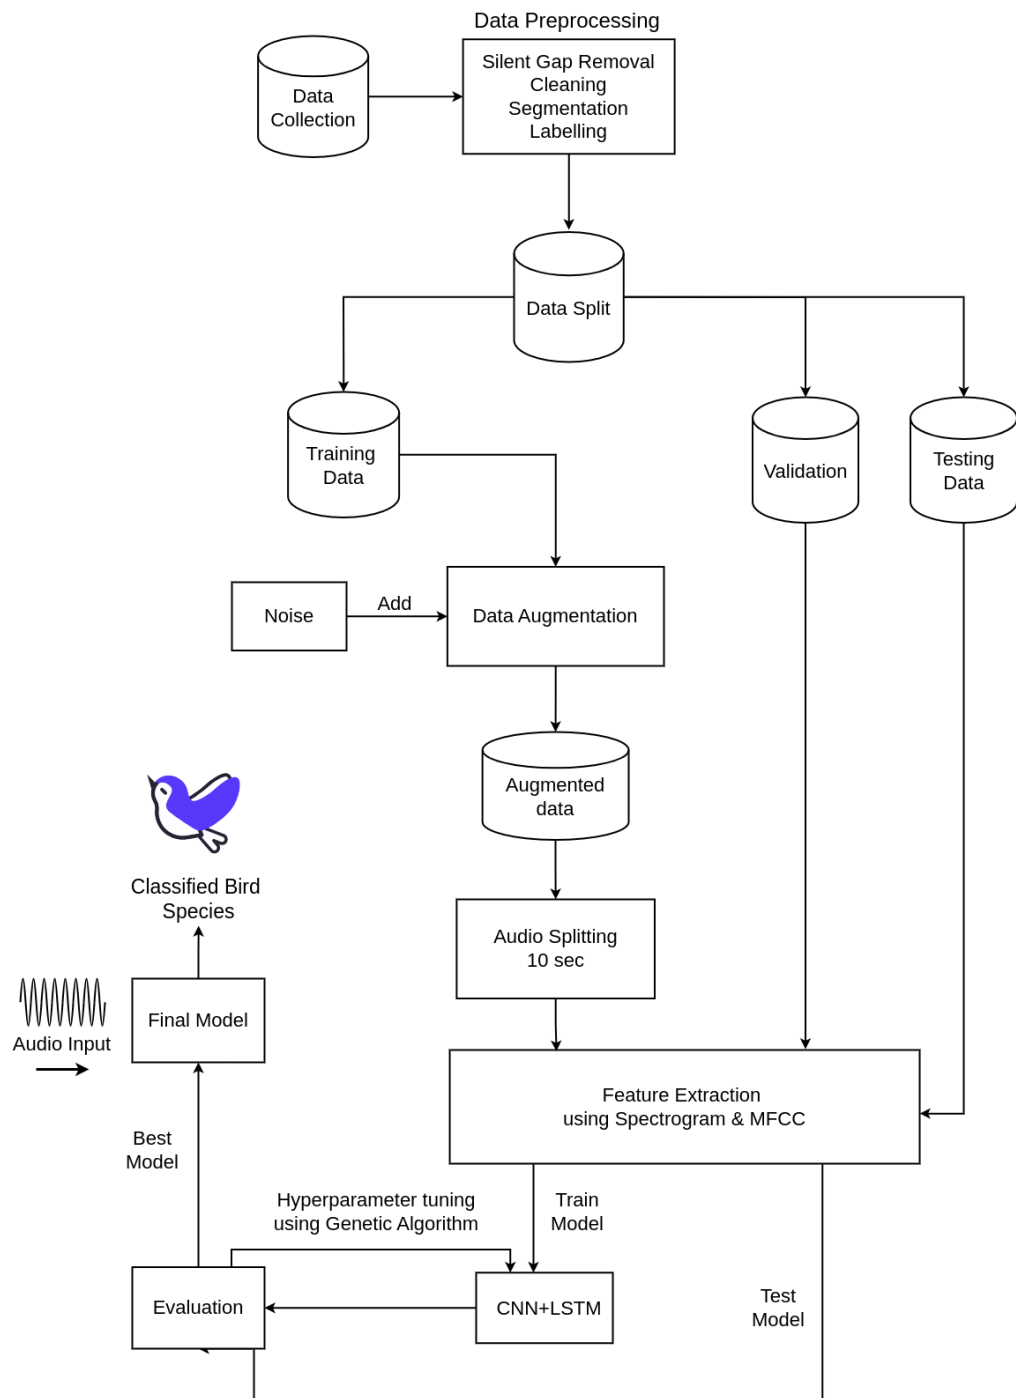 Data Preprocessing
Data
Collection
Silent Gap Removal
Cleaning
Segmentation
Labelling
Data Split
Training
Data
Validation
Testing
Data
Noise
Add
Data Augmentation
Augmented
data
Classified Bird
Species
Audio Splitting
10 sec
Final Model
Audio Input
Feature Extraction
using Spectrogram & MFCC
Best
Model
Hyperparameter tuning
using Genetic Algorithm
Train
Model
Evaluation
CNN+LSTM
Test
Model